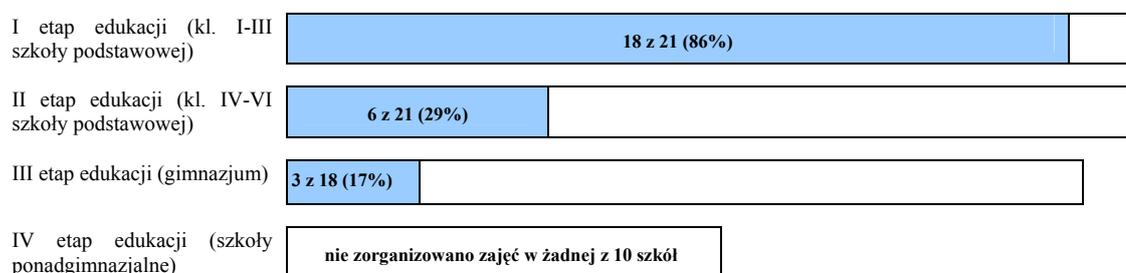 I etap edukacji (kl. I-III
szkoły podstawowej)
18 z 21 (86%)
II etap edukacji (kl. IV-VI
szkoły podstawowej)
6 z 21 (29%)
III etap edukacji (gimnazjum)
3 z 18 (17%)
IV etap edukacji (szkoły
ponadgimnazjalne)
nie zorganizowano zajęć w żadnej z 10 szkół